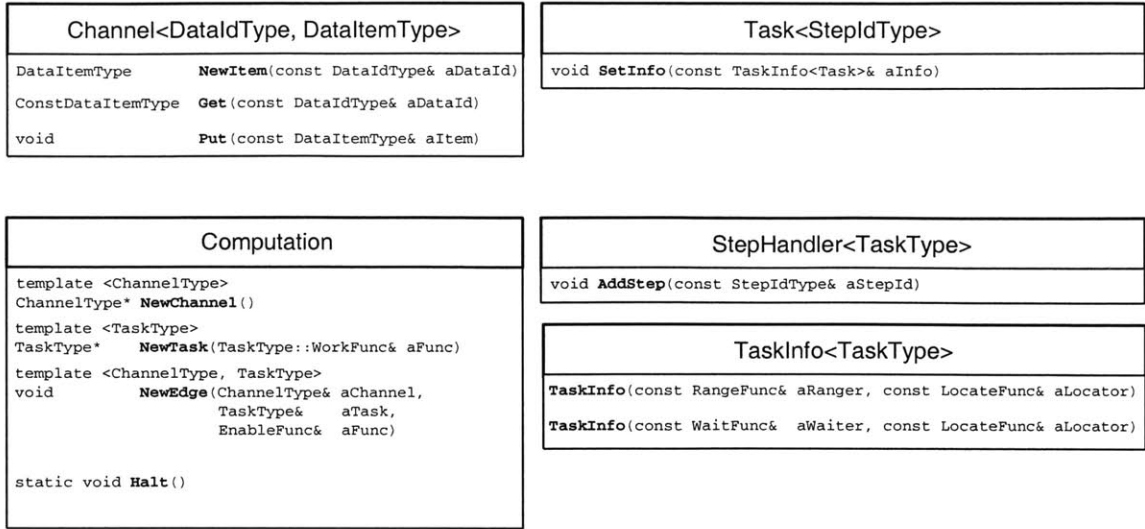 Channel<DataIdType, DataItemType>
DataItemType NewItem(const DataIdType& aDataId)
ConstDataItemType Get(const DataIdType& aDataId)
void Put(const DataItemType& aItem)
Task<StepIdType>
void SetInfo(const TaskInfo<Task>& aInfo)
Computation
template <ChannelType>
ChannelType* NewChannel()
template <TaskType>
TaskType* NewTask(TaskType::WorkFunc& aFunc)
template <ChannelType, TaskType>
void NewEdge(ChannelType& aChannel,
TaskType& aTask,
EnableFunc& aFunc)
static void Halt()
StepHandler<TaskType>
void AddStep(const StepIdType& aStepId)
TaskInfo<TaskType>
TaskInfo(const RangeFunc& aRanger, const LocateFunc& aLocator)
TaskInfo(const WaitFunc& aWaiter, const LocateFunc& aLocator)